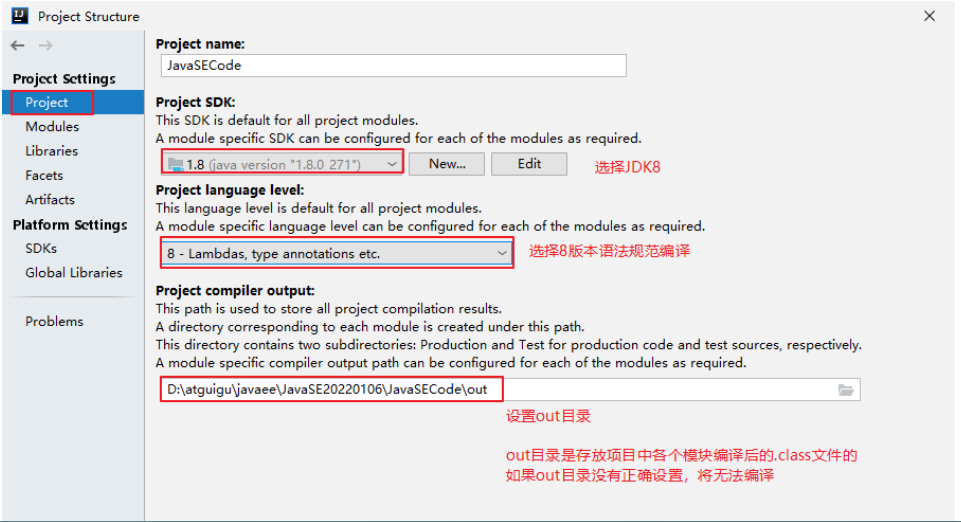 Project Structure
Project name:
JavaSECode
Project Settings
Project
Modules
Libraries
Facets
Artifacts
Platform Settings
SDKs
Global Libraries
Problems
Project SDK:
This SDK is default for all project modules.
A module specific SDK can be configured for each of the modules as required.
1.8 (java version "1.8.0_271")
New...
Edit
选择JDK8
Project language level:
This language level is default for all project modules.
A module specific language level can be configured for each of the modules as required.
8 - Lambdas, type annotations etc.
选择8版本语法规范编译
Project compiler output:
This path is used to store all project compilation results.
A directory corresponding to each module is created under this path.
This directory contains two subdirectories: Production and Test for production code and test sources, respectively.
A module specific compiler output path can be configured for each of the modules as required.
D:\atguigu\javaee\JavaSE20220106\JavaSECode\out
设置out目录
out目录是存放项目中各个模块编译后的.class文件的
如果out目录没有正确设置，将无法编译